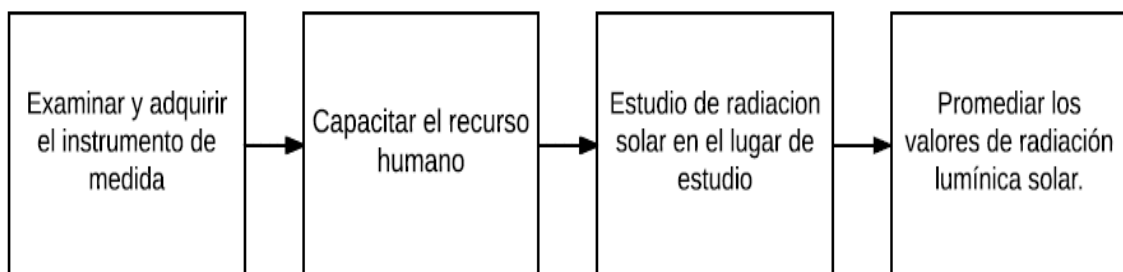 Examinar y adquirir
el instrumento de
medida
Capacitar el recurso
humano
Estudio de radiacion
solar en el lugar de
estudio
Promediar los
valores de radiación
lumínica solar.